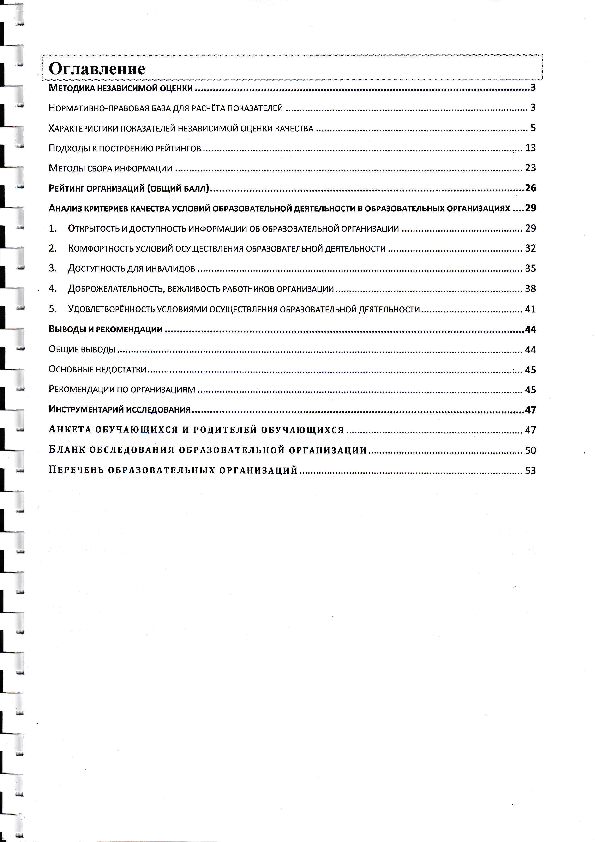 Оглавление
Методика независимой оценки 3
Нормативно-правовая база для расчёта показателей 3
Характеристики показателей независимой оценки качества 5
Подходы к построению рейтингов 13
Методы сбора информации 23
Рейтинг организаций (общий балл) 26
Анализ критериев качества условий образовательной деятельности в образовательных организациях 29
1. Открытость и доступность информации об образовательной организации 29
2. Комфортность условий осуществления образовательной деятельности 32
3. Доступность для инвалидов 35
4. Доброжелательность, вежливость работников организации 38
5. Удовлетворённость условиями осуществления образовательной деятельности 41
Выводы и рекомендации 44
Общие выводы 44
Основные недостатки 45
Рекомендации по организациям 45
Инструментарий исследования 47
Анкета обучающихся и родителей обучающихся 47
Бланк обследования образовательной организации 50
Перечень образовательных организаций 53